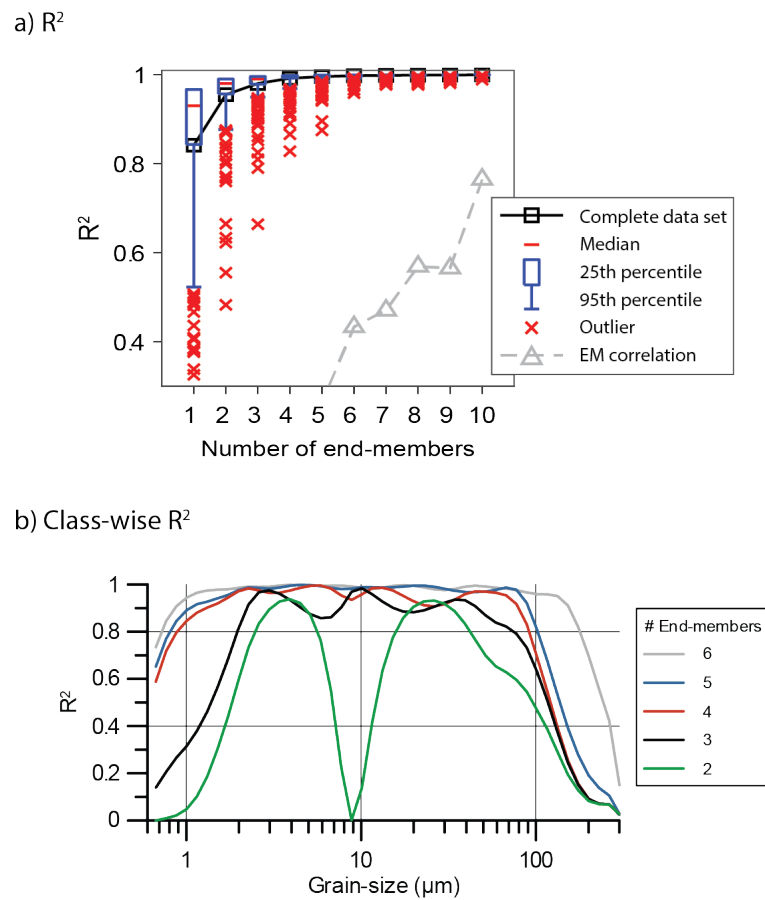 a) R²
1
0.8
0.6
0.4
R²
1 2 3 4 5 6 7 8 9 10
Number of end-members
Complete data set
Median
25th percentile
95th percentile
Outlier
EM correlation
b) Class-wise R²
1
0.8
0.6
0.4
0.2
0
R²
1 10 100
Grain-size (µm)
# End-members
6
5
4
3
2